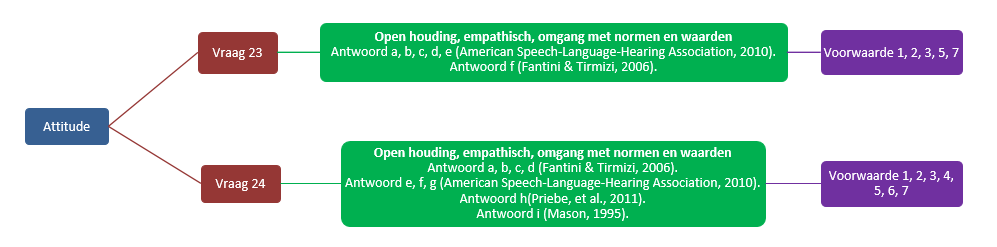 Attitude
Vraag 23
Open houding, empathisch, omgang met normen en waarden
Antwoord a, b, c, d, e (American Speech-Language-Hearing Association, 2010).
Antwoord f (Fantini & Tirmizi, 2006).
Voorwaarde 1, 2, 3, 5, 7
Vraag 24
Open houding, empathisch, omgang met normen en waarden
Antwoord a, b, c, d (Fantini & Tirmizi, 2006).
Antwoord e, f, g (American Speech-Language-Hearing Association, 2010).
Antwoord h(Priebe, et al., 2011).
Antwoord i (Mason, 1995).
Voorwaarde 1, 2, 3, 4,
5, 6, 7